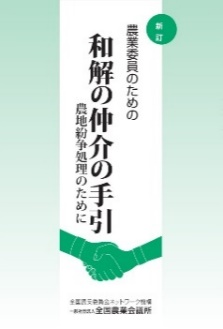 新訂
農業委員のための
和解の仲介の手引
農地紛争処理のために
全国農業委員会ネットワーク機構
一般社団法人 全国農業会議所